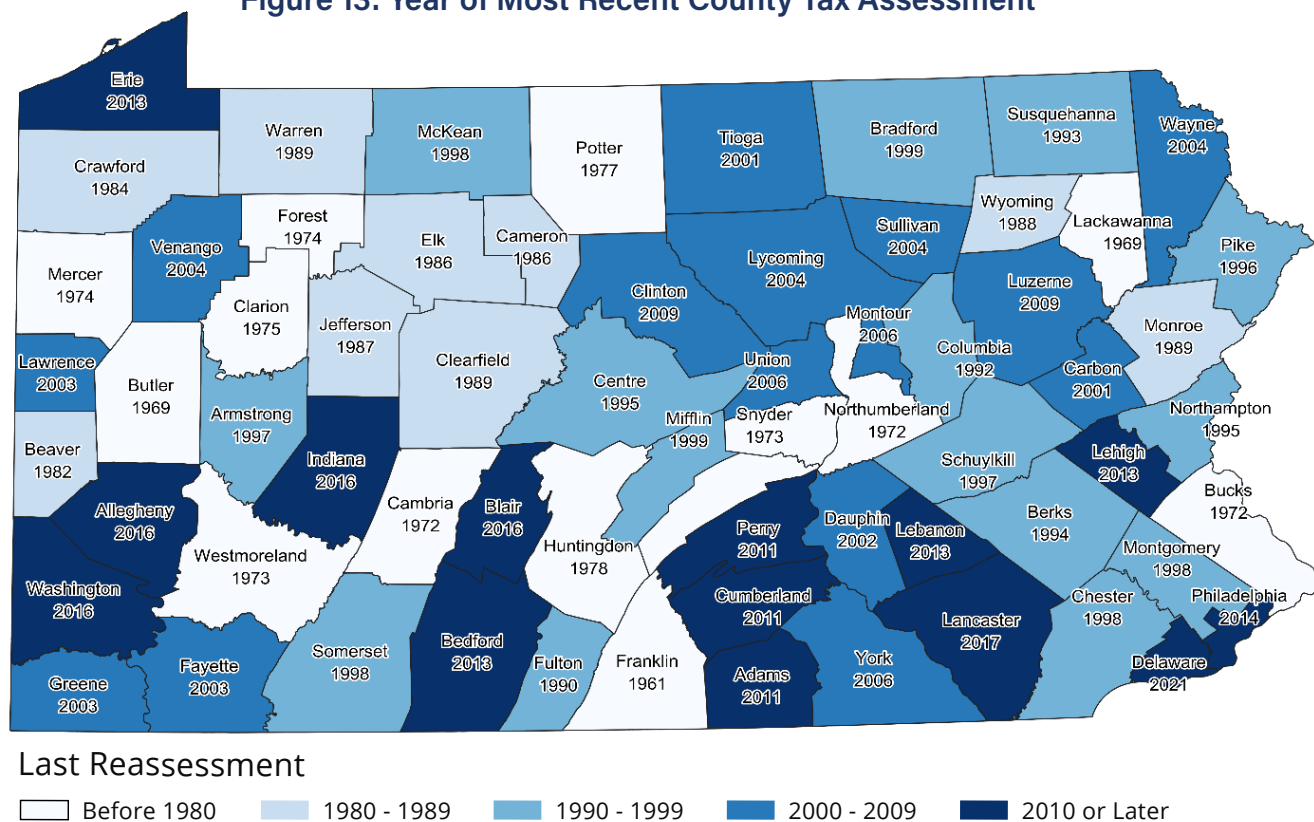 Figure 13: Year of Most Recent County Tax Assessment
Erie
2013
Crawford
1984
Warren
1989
McKean
1998
Potter
1977
Tioga
2001
Bradford
1999
Susquehanna
1993
Wayne
2004
Mercer
1974
Venango
2004
Forest
1974
Elk
1986
Cameron
1986
Clinton
2009
Lycoming
2004
Sullivan
2004
Wyoming
1988
Lackawanna
1969
Pike
1996
Lawrence
2003
Butler
1969
Clarion
1975
Jefferson
1987
Clearfield
1989
Centre
1995
Union
2006
Montour
2006
Columbia
1992
Luzerne
2009
Carbon
2001
Monroe
1989
Beaver
1982
Armstrong
1997
Indiana
2016
Cambria
1972
Blair
2016
Huntingdon
1978
Mifflin
1999
Snyder
1973
Northumberland
1972
Schuylkill
1997
Lehigh
2013
Northampton
1995
Allegheny
2016
Westmoreland
1973
Perry
2011
Dauphin
2002
Lebanon
2013
Berks
1994
Bucks
1972
Montgomery
1998
Washington
2016
Cumberland
2011
Lancaster
2017
Chester
1998
Philadelphia
2014
Greene
2003
Fayette
2003
Somerset
1998
Bedford
2013
Fulton
1990
Franklin
1961
Adams
2011
York
2006
Delaware
2021
Last Reassessment
Before 1980
1980 - 1989
1990 - 1999
2000 - 2009
2010 or Later